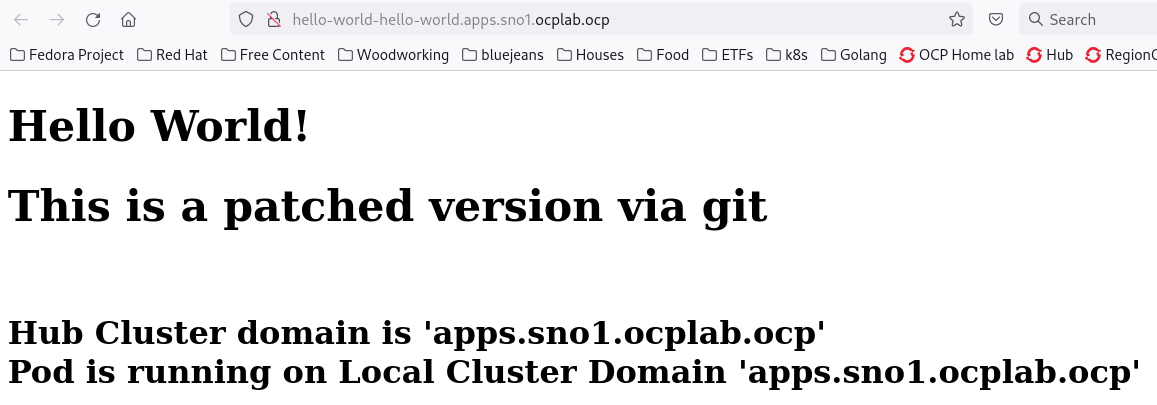 hello-world-hello-world.apps.sno1.ocplab.ocp
Search
Fedora Project Red Hat Free Content Woodworking bluejeans Houses Food ETFs k8s Golang OCP Home lab Hub
Hello World!
This is a patched version via git
Hub Cluster domain is 'apps.sno1.ocplab.ocp'
Pod is running on Local Cluster Domain 'apps.sno1.ocplab.ocp'